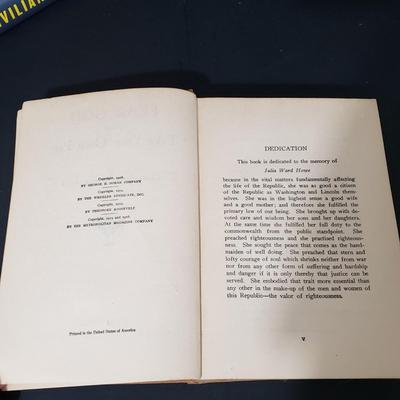 CIVILIAN
Copyright, 1916,
BY GEORGE H. DORAN COMPANY
Copyright, 1910,
BY THEODORE ROOSEVELT
Copyright, 1915 and 1916,
BY THE METROPOLITAN MAGAZINE COMPANY
Printed in the United States of America
DEDICATION
This book is dedicated to the memory of
Julia Ward Howe
because in the vital matters fundamentally affecting
the life of the Republic, she was as good a citizen
of the Republic as Washington and Lincoln them-
selves. She was in the highest sense a good wife
and a good mother; and therefore she fulfilled the
primary law of our being. She brought up with de-
voted care and wisdom her sons and her daughters.
At the same time she fulfilled her full duty to the
commonwealth from the public standpoint. She
preached righteousness and she practised righteous-
ness. She sought the peace that comes as the hand-
maiden of well doing. She preached that stern and
lofty courage of soul which shrinks neither from war
nor from any other form of suffering and hardship
and danger if it is only thereby that justice can be
served. She embodied that trait more essential than
any other in the make-up of the men and women of
this Republic—the valor of righteousness.
V